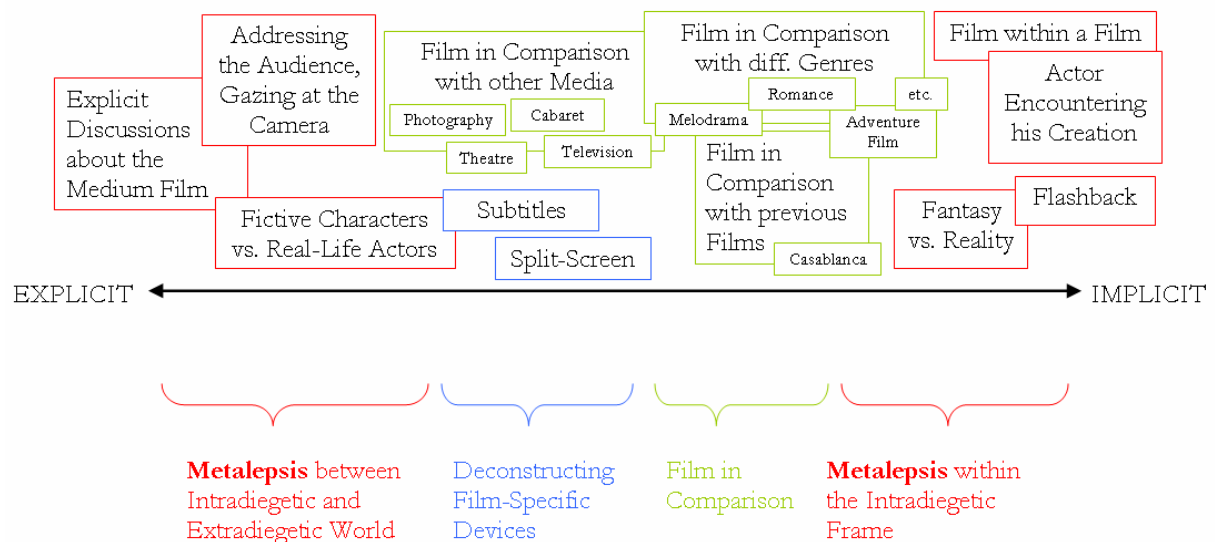 Addressing
the Audience,
Gazing at the
Camera
Explicit
Discussions
about the
Medium Film
Fictive Characters
vs. Real-Life Actors
Film in Comparison
with other Media
Photography
Cabaret
Theatre
Television
Subtitles
Split-Screen
Film in Comparison
with diff. Genres
Romance
etc.
Melodrama
Adventure
Film
Film in
Comparison
with previous
Films
Casablanca
Film within a Film
Actor
Encountering
his Creation
Flashback
Fantasy
vs. Reality
EXPLICIT
IMPLICIT
Metalepsis between
Intradiegetic and
Extradiegetic World
Deconstructing
Film-Specific
Devices
Film in
Comparison
Metalepsis within
the Intradiegetic
Frame